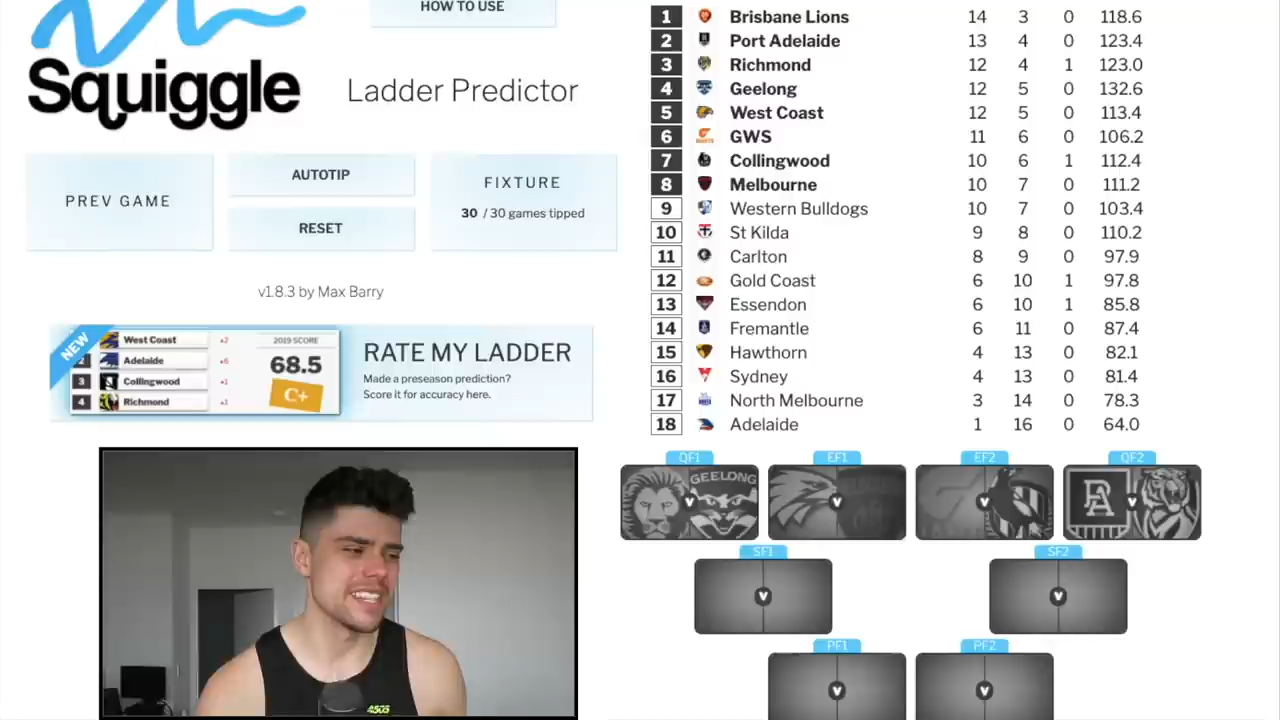 HOW TO USE
Squiggle
Ladder Predictor
PREV GAME
AUTOTIP
RESET
FIXTURE
30 / 30 games tipped
v1.8.3 by Max Barry
NEW
West Coast +2
2 Adelaide +6
3 Collingwood +1
4 Richmond +1
2019 SCORE
68.5
C+
RATE MY LADDER
Made a preseason prediction?
Score it for accuracy here.
1 Brisbane Lions 14 3 0 118.6
2 Port Adelaide 13 4 0 123.4
3 Richmond 12 4 1 123.0
4 Geelong 12 5 0 132.6
5 West Coast 12 5 0 113.4
6 GWS 11 6 0 106.2
7 Collingwood 10 6 1 112.4
8 Melbourne 10 7 0 111.2
9 Western Bulldogs 10 7 0 103.4
10 St Kilda 9 8 0 110.2
11 Carlton 8 9 0 97.9
12 Gold Coast 6 10 1 97.8
13 Essendon 6 10 1 85.8
14 Fremantle 6 11 0 87.4
15 Hawthorn 4 13 0 82.1
16 Sydney 4 13 0 81.4
17 North Melbourne 3 14 0 78.3
18 Adelaide 1 16 0 64.0
QF1 EF1 EF2 QF2
GEELONG
V V V PA V
SF1 SF2
V V
PF1 PF2
V V